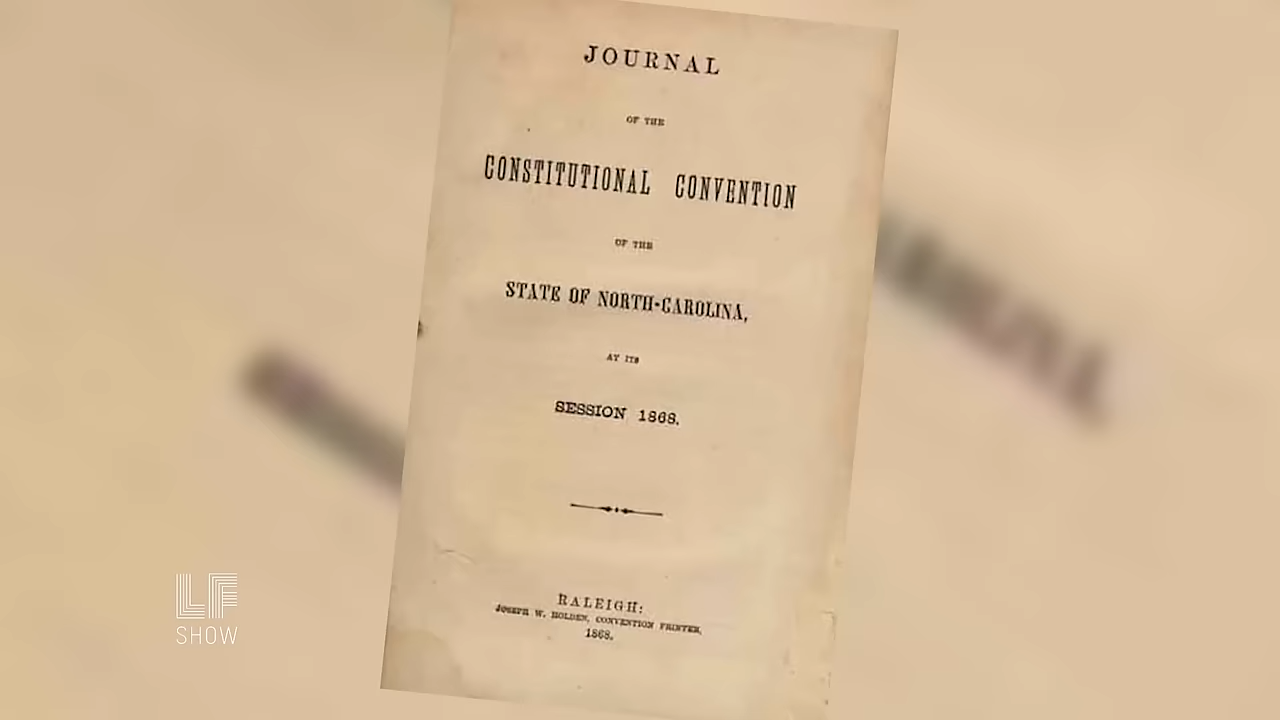 JOURNAL
OF THE
CONSTITUTIONAL CONVENTION
OF THE
STATE OF NORTH-CAROLINA,
AT ITS
SESSION 1868.
RALEIGH:
JOSEPH W. HOLDEN, CONVENTION PRINTER,
1868.
LF
SHOW